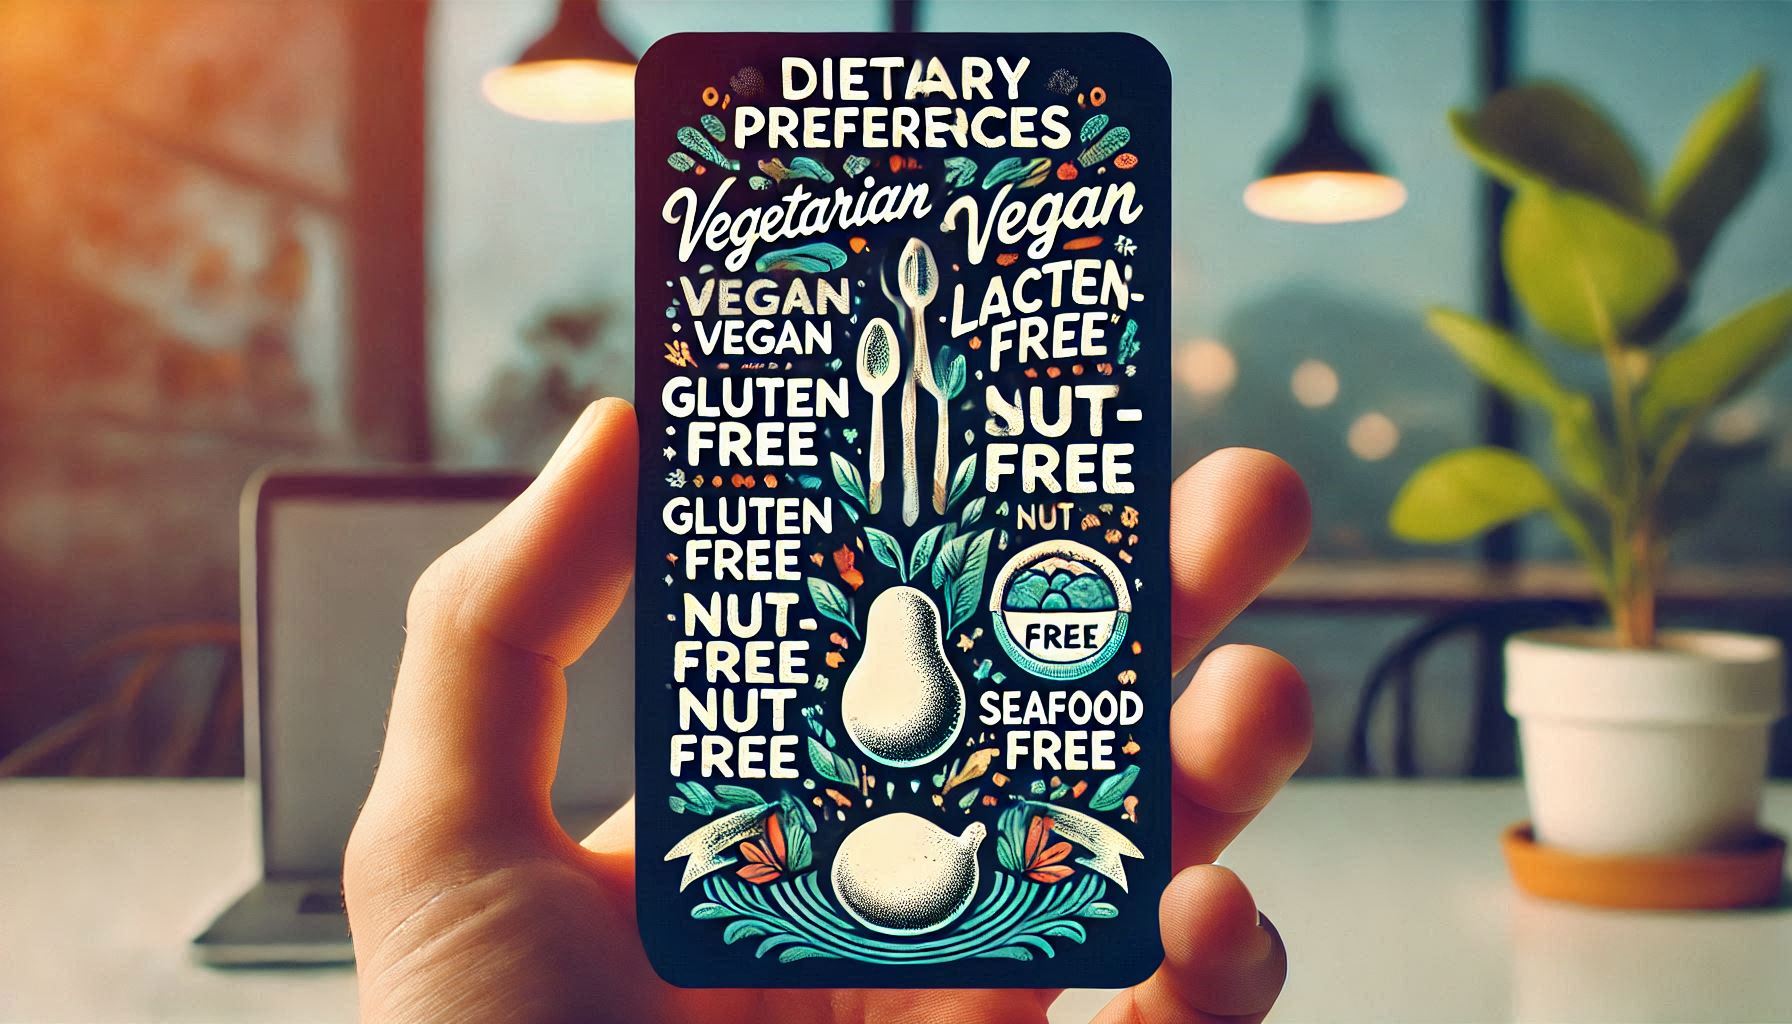 DIETARY
PREFERENCES
Vegetarian
VEGAN
VEGAN
GLUTEN
FREE
GLUTEN
FREE
NUT-
FREE
NUT
FREE
Vegan
LACTEN-
FREE
NUT-
FREE
NUT
FREE
SEAFOOD
FREE